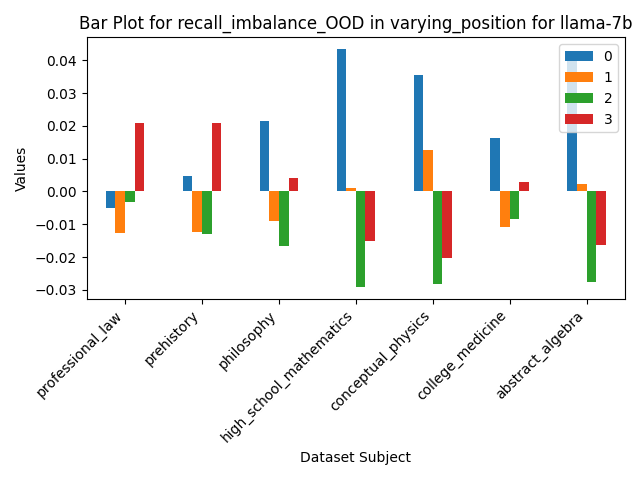 Bar Plot for recall_imbalance_OOD in varying_position for llama-7b
0
1
2
3
0.04
0.03
0.02
0.01
0.00
−0.01
−0.02
−0.03
Values
professional_law
prehistory
philosophy
high_school_mathematics
conceptual_physics
college_medicine
abstract_algebra
Dataset Subject